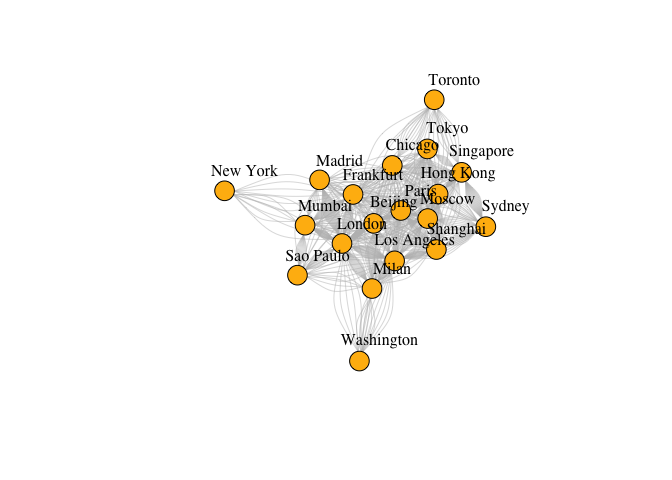 Toronto
Tokyo
Chicago
Singapore
Madrid
New York
Frankfurt
Hong Kong
Paris
Moscow
Beijing
Mumbai
Sydney
London
Shanghai
Los Angeles
Sao Paulo
Milan
Washington